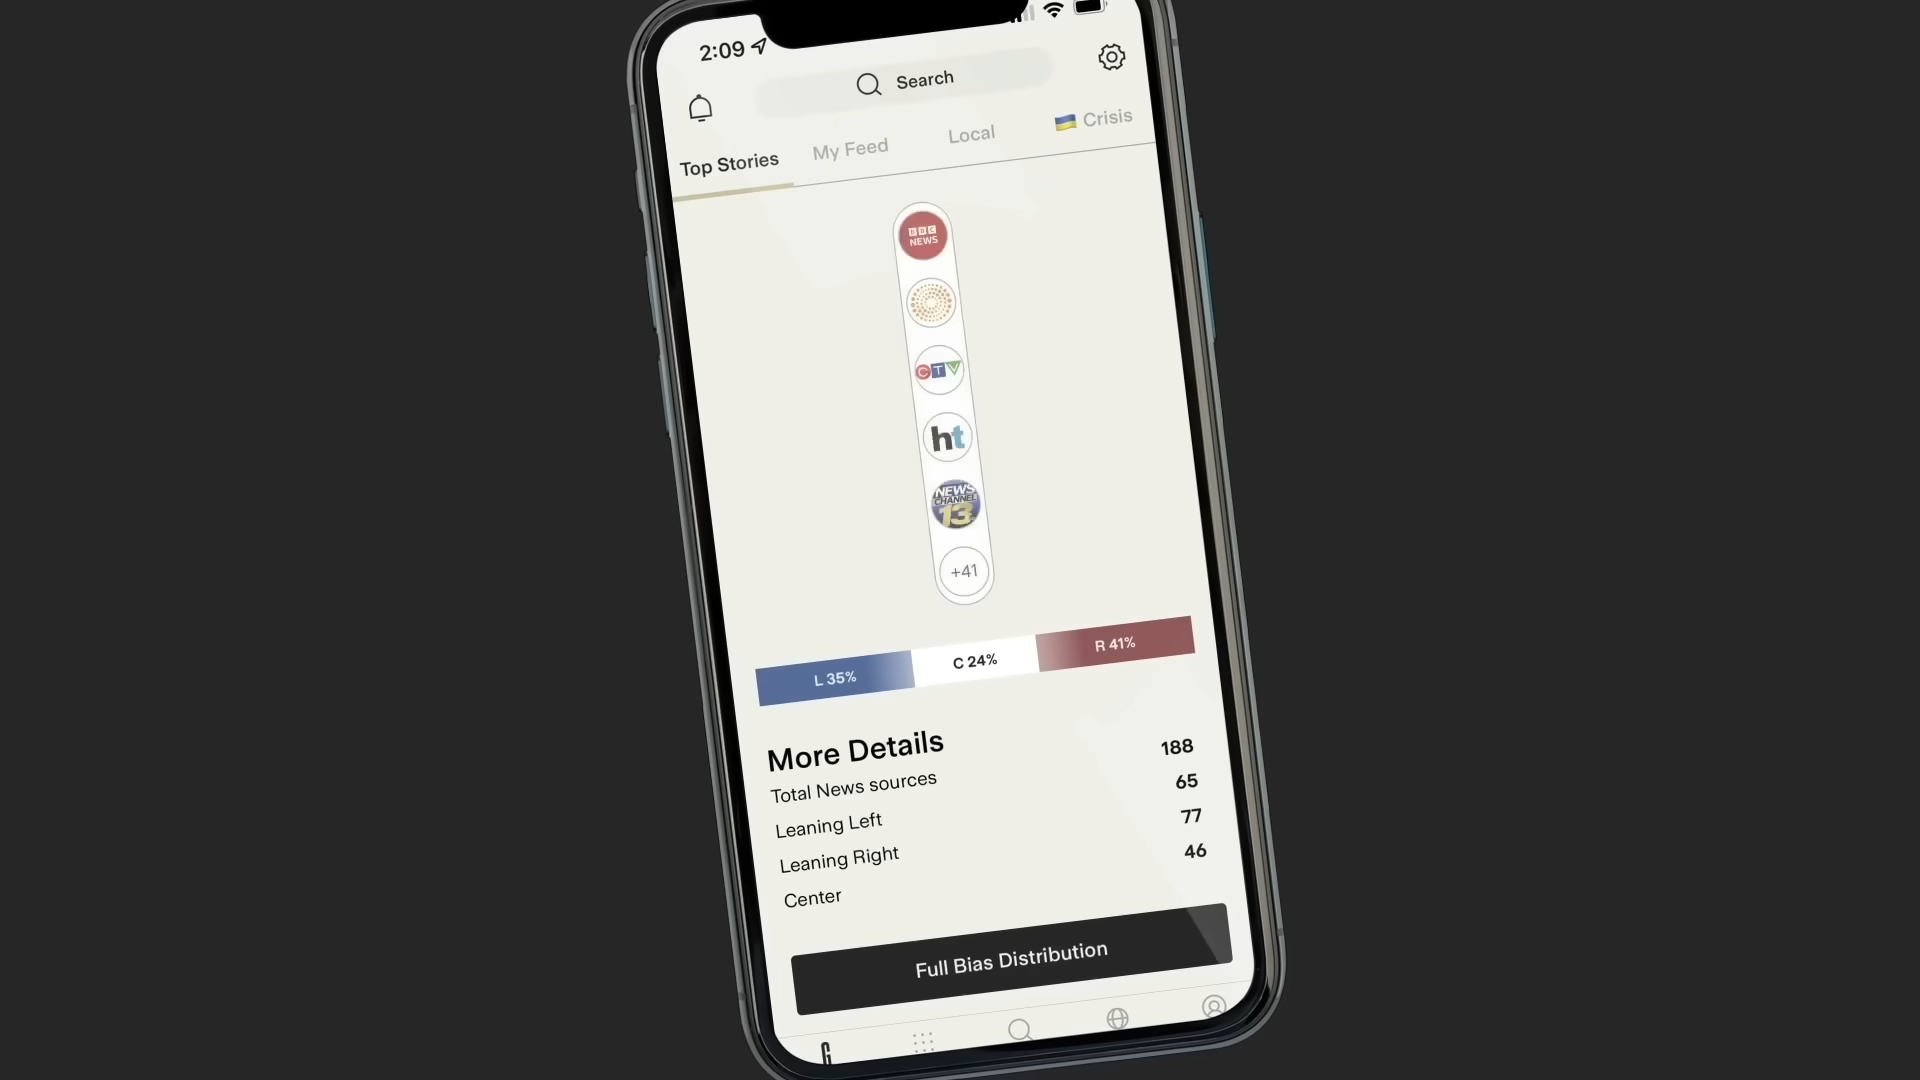 2:09
Search
Top Stories
My Feed
Local
Crisis
BBC
NEWS
CTV
ht
NEWS
CHANNEL
13
+41
L 35%
C 24%
R 41%
More Details
Total News sources 188
Leaning Left 65
Leaning Right 77
Center 46
Full Bias Distribution